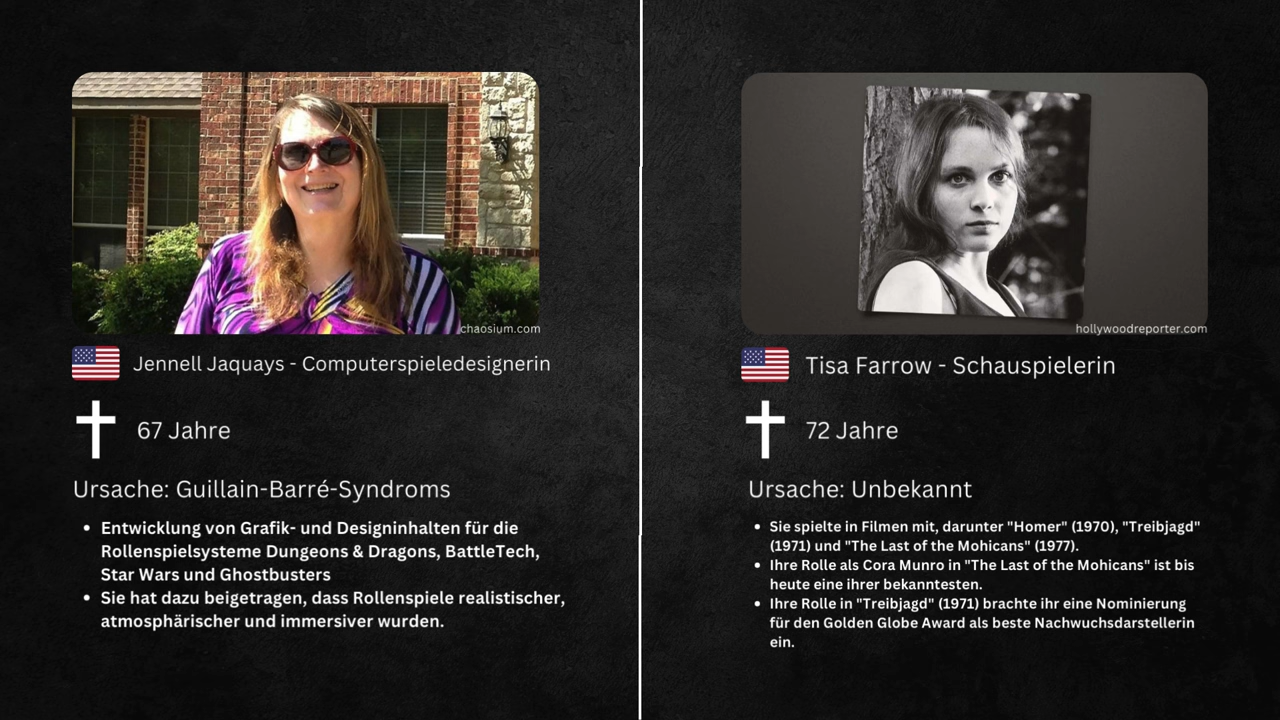 chaosium.com
Jennell Jaquays - Computerspieledesignerin
67 Jahre
Ursache: Guillain-Barré-Syndroms
• Entwicklung von Grafik- und Designinhalten für die
Rollenspielsysteme Dungeons & Dragons, BattleTech,
Star Wars und Ghostbusters
• Sie hat dazu beigetragen, dass Rollenspiele realistischer,
atmosphärischer und immersiver wurden.
hollywoodreporter.com
Tisa Farrow - Schauspielerin
72 Jahre
Ursache: Unbekannt
• Sie spielte in Filmen mit, darunter "Homer" (1970), "Treibjagd"
(1971) und "The Last of the Mohicans" (1977).
• Ihre Rolle als Cora Munro in "The Last of the Mohicans" ist bis
heute eine ihrer bekanntesten.
• Ihre Rolle in "Treibjagd" (1971) brachte ihr eine Nominierung
für den Golden Globe Award als beste Nachwuchsdarstellerin
ein.